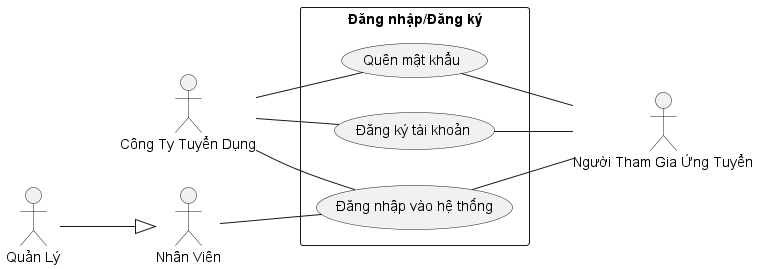 Đăng nhập/Đăng ký
Quên mật khẩu
Đăng ký tài khoản
Công Ty Tuyển Dụng
Người Tham Gia Ứng Tuyển
Đăng nhập vào hệ thống
Quản Lý
Nhân Viên